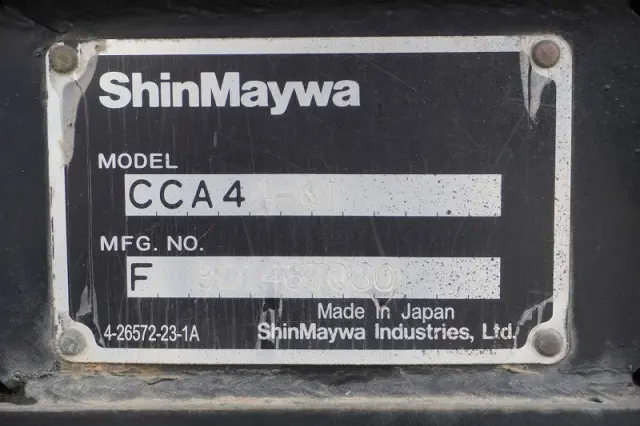 ShinMaywa
MODEL
CCA4
MFG. NO.
F
Made in Japan
4-26572-23-1A
ShinMaywa Industries, Ltd.